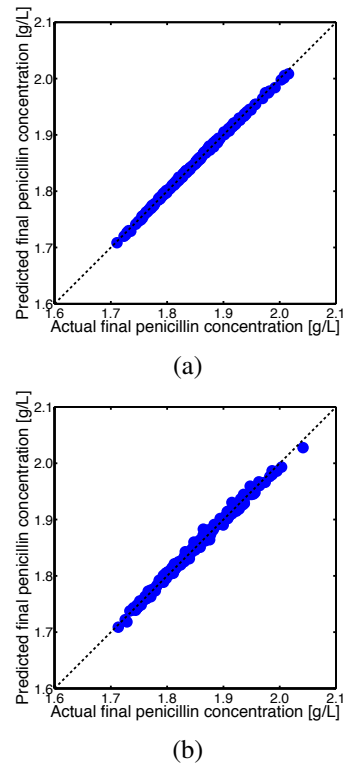 Predicted final penicillin concentration [g/L]
2.1
2.0
1.9
1.8
1.7
1.6
1.6 1.7 1.8 1.9 2.0 2.1
Actual final penicillin concentration [g/L]
(a)
Predicted final penicillin concentration [g/L]
2.1
2.0
1.9
1.8
1.7
1.6
1.6 1.7 1.8 1.9 2.0 2.1
Actual final penicillin concentration [g/L]
(b)